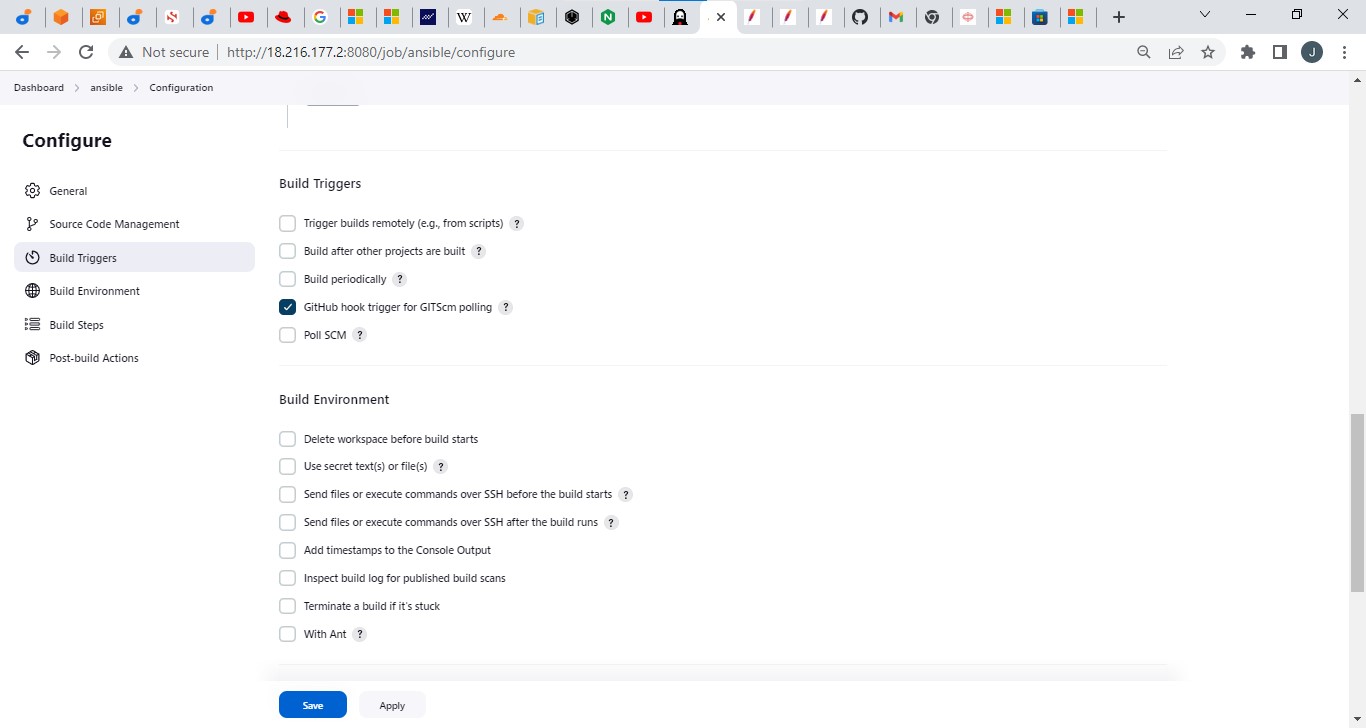 Not secure http://18.216.177.2:8080/job/ansible/configure J
Dashboard ansible Configuration
Configure
General
Source Code Management
Build Triggers
Build Environment
Build Steps
Post-build Actions
Build Triggers
Trigger builds remotely (e.g., from scripts) ?
Build after other projects are built ?
Build periodically ?
GitHub hook trigger for GITScm polling ?
Poll SCM ?
Build Environment
Delete workspace before build starts
Use secret text(s) or file(s) ?
Send files or execute commands over SSH before the build starts ?
Send files or execute commands over SSH after the build runs ?
Add timestamps to the Console Output
Inspect build log for published build scans
Terminate a build if it's stuck
With Ant ?
Save Apply